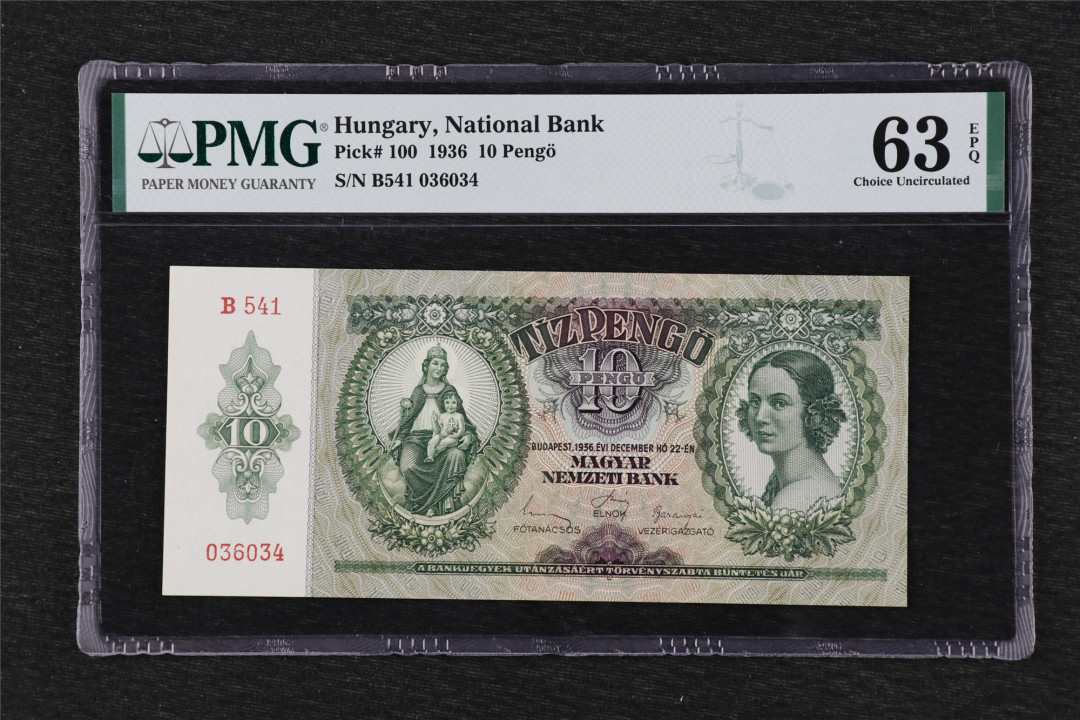 PMG®
PAPER MONEY GUARANTY
Hungary, National Bank
Pick# 100 1936 10 Pengö
S/N B541 036034
63
EPQ
Choice Uncirculated
B 541
10
036034
TÍZPENGŐ
10
PENGŐ
BUDAPEST, 1936. ÉVI DECEMBER HÓ 22-ÉN
MAGYAR
NEMZETI BANK
ELNÖK
FŐTANÁCSOS
VEZÉRIGAZGATÓ
A BANKJEGYEK UTÁNZÁSÁÉRT TÖRVÉNYSZABTA BÜNTETÉS JÁR.